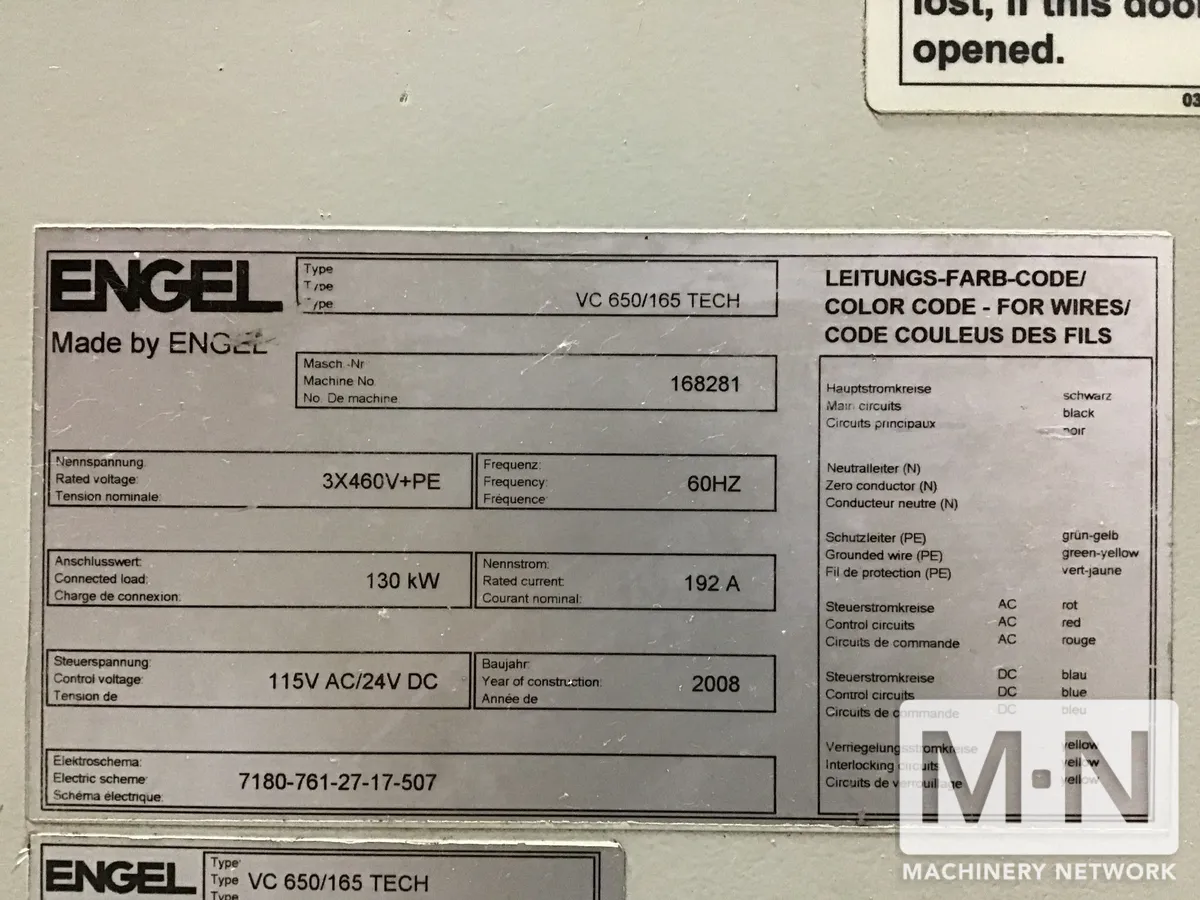 lost, if this door
opened.
03
ENGEL
Made by ENGEL
Type
Type
Type
VC 650/165 TECH
Masch.-Nr
Machine No
No. De machine
168281
Nennspannung:
Rated voltage:
Tension nominale:
3X460V+PE
Frequenz:
Frequency:
Fréquence
60HZ
Anschlusswert:
Connected load:
Charge de connexion:
130 kW
Nennstrom:
Rated current:
Courant nominal:
192 A
Steuerspannung:
Control voltage:
Tension de
115V AC/24V DC
Baujahr:
Year of construction:
Année de
2008
Elektroschema:
Electric scheme:
Schéma électrique:
7180-761-27-17-507
LEITUNGS-FARB-CODE/
COLOR CODE - FOR WIRES/
CODE COULEUS DES FILS
Hauptstromkreise schwarz
Main circuits black
Circuits principaux noir
Neutralleiter (N)
Zero conductor (N)
Conducteur neutre (N)
Schutzleiter (PE) grün-gelb
Grounded wire (PE) green-yellow
Fil de protection (PE) vert-jaune
Steuerstromkreise AC rot
Control circuits AC red
Circuits de commande AC rouge
Steuerstromkreise DC blau
Control circuits DC blue
Circuits de commande DC bleu
Verriegelungsstromkreise yellow
Interlocking circuits yellow
Circuits de verrouillage yellow
M·N
MACHINERY NETWORK
ENGEL
Type
Type
Type
VC 650/165 TECH